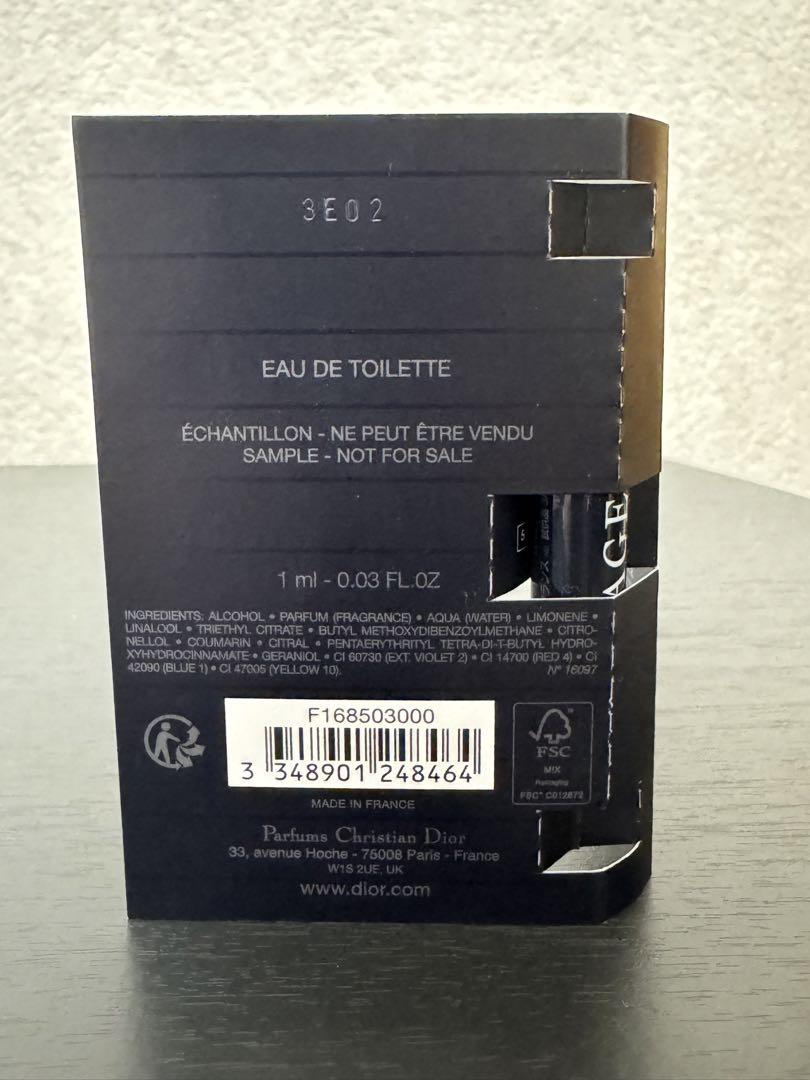 3E02
EAU DE TOILETTE
ÉCHANTILLON - NE PEUT ÊTRE VENDU
SAMPLE - NOT FOR SALE
AGE
1 ml - 0.03 FL.OZ
INGREDIENTS: ALCOHOL • PARFUM (FRAGRANCE) • AQUA (WATER) • LIMONENE •
LINALOOL • TRIETHYL CITRATE • BUTYL METHOXYDIBENZOYLMETHANE • CITRO-
NELLOL • COUMARIN • CITRAL • PENTAERYTHRITYL TETRA-DI-T-BUTYL HYDRO-
XYHYDROCINNAMATE • GERANIOL • CI 60730 (EXT. VIOLET 2) • CI 14700 (RED 4) • CI
42090 (BLUE 1) • CI 47005 (YELLOW 10). N° 16097
F168503000
3 348901 248464
FSC
MIX
Packaging
FSC® C012872
MADE IN FRANCE
Parfums Christian Dior
33, avenue Hoche - 75008 Paris - France
W1S 2UE, UK
www.dior.com